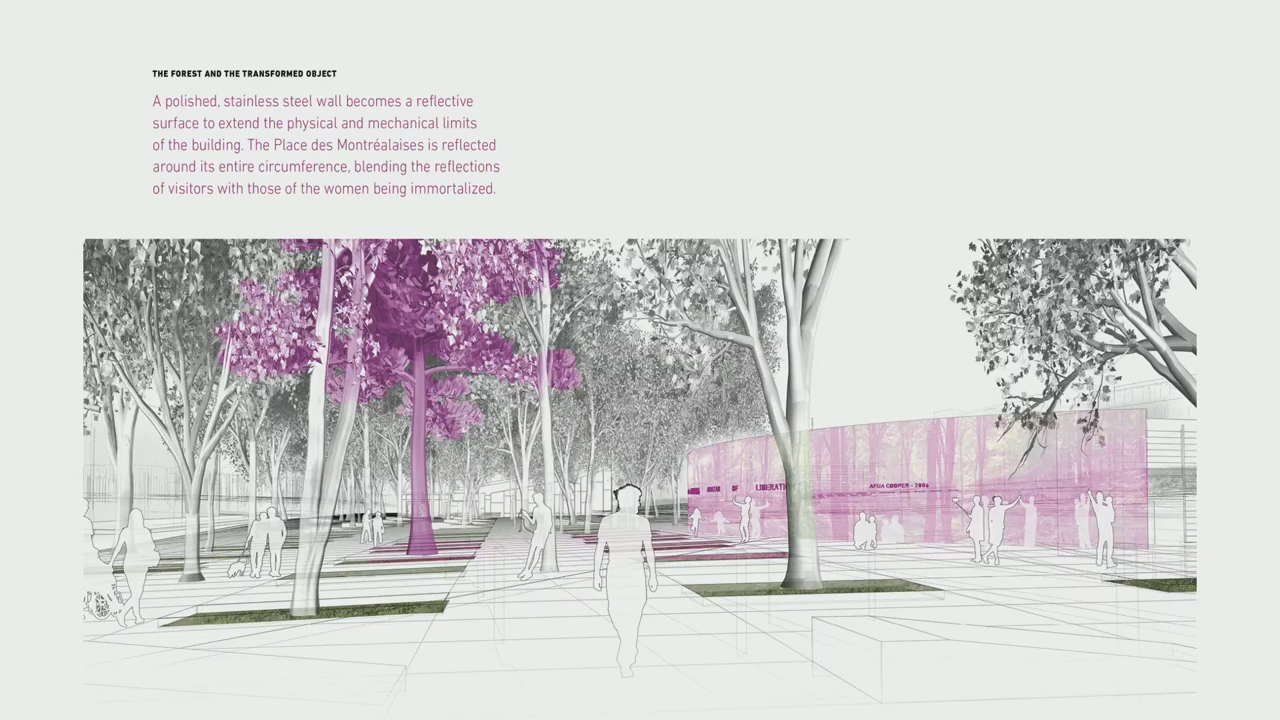 THE FOREST AND THE TRANSFORMED OBJECT
A polished, stainless steel wall becomes a reflective
surface to extend the physical and mechanical limits
of the building. The Place des Montréalaises is reflected
around its entire circumference, blending the reflections
of visitors with those of the women being immortalized.
OF LIBERATI
AFUA COOPER - 2006